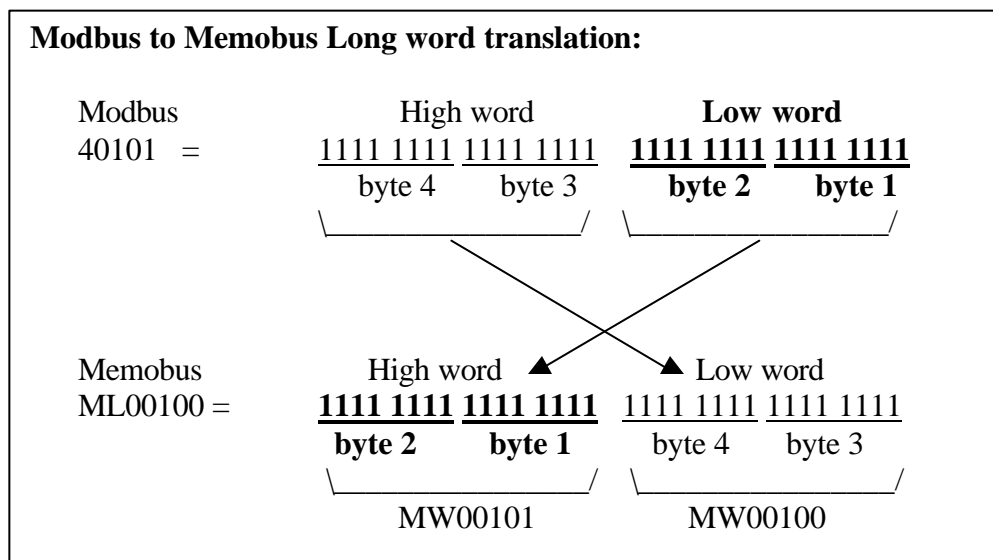 Modbus to Memobus Long word translation:
Modbus High word Low word
40101 = 1111 1111 1111 1111 1111 1111 1111 1111
byte 4 byte 3 byte 2 byte 1
Memobus High word Low word
ML00100 = 1111 1111 1111 1111 1111 1111 1111 1111
byte 2 byte 1 byte 4 byte 3
MW00101 MW00100